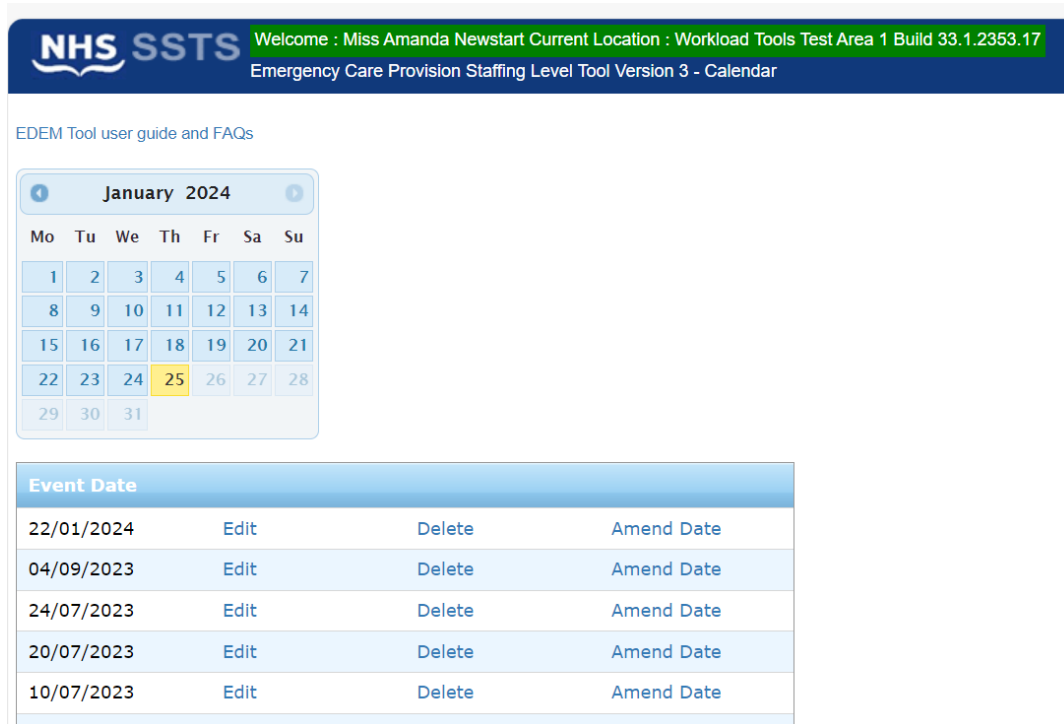 NHS SSTS
Welcome : Miss Amanda Newstart Current Location : Workload Tools Test Area 1 Build 33.1.2353.17
Emergency Care Provision Staffing Level Tool Version 3 - Calendar
EDEM Tool user guide and FAQs
January 2024
Mo Tu We Th Fr Sa Su
1 2 3 4 5 6 7
8 9 10 11 12 13 14
15 16 17 18 19 20 21
22 23 24 25 26 27 28
29 30 31
Event Date
22/01/2024 Edit Delete Amend Date
04/09/2023 Edit Delete Amend Date
24/07/2023 Edit Delete Amend Date
20/07/2023 Edit Delete Amend Date
10/07/2023 Edit Delete Amend Date